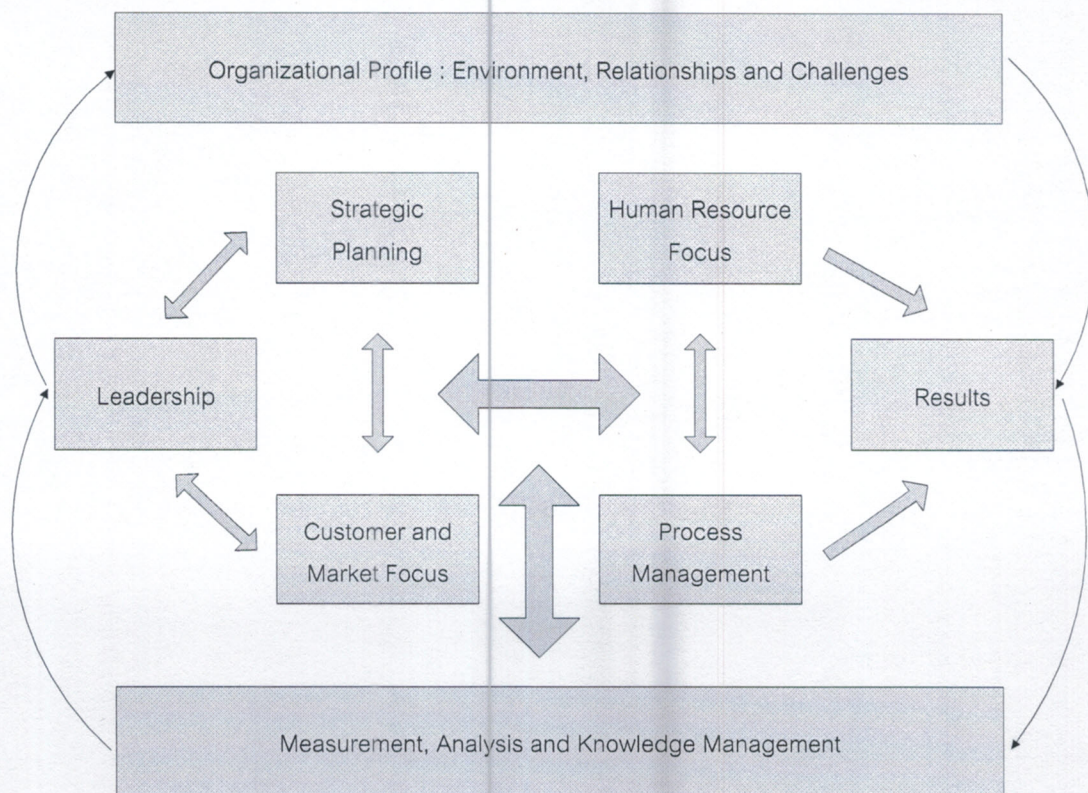 Organizational Profile : Environment, Relationships and Challenges
Strategic
Planning
Human Resource
Focus
Leadership
Results
Customer and
Market Focus
Process
Management
Measurement, Analysis and Knowledge Management